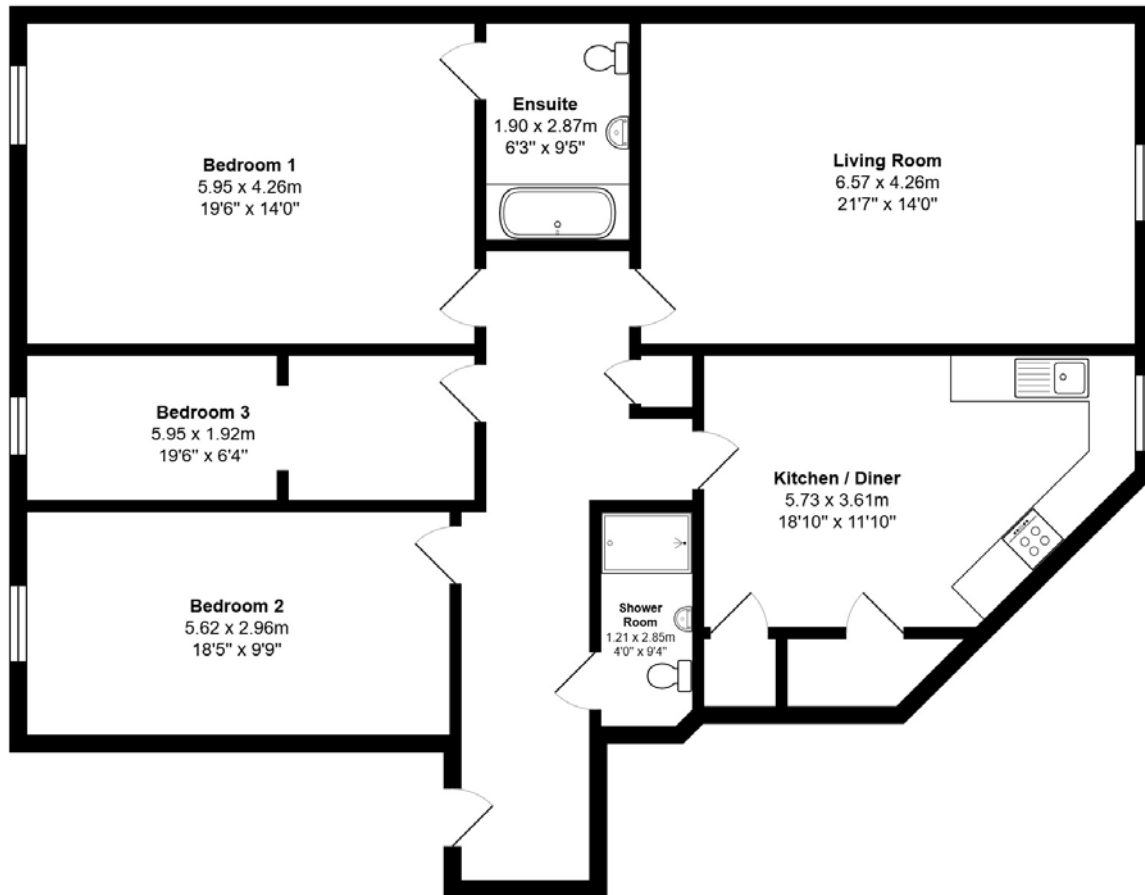 Bedroom 1
5.95 x 4.26m
19'6" x 14'0"
Ensuite
1.90 x 2.87m
6'3" x 9'5"
Living Room
6.57 x 4.26m
21'7" x 14'0"
Bedroom 3
5.95 x 1.92m
19'6" x 6'4"
Kitchen / Diner
5.73 x 3.61m
18'10" x 11'10"
Bedroom 2
5.62 x 2.96m
18'5" x 9'9"
Shower
Room
1.21 x 2.85m
4'0" x 9'4"